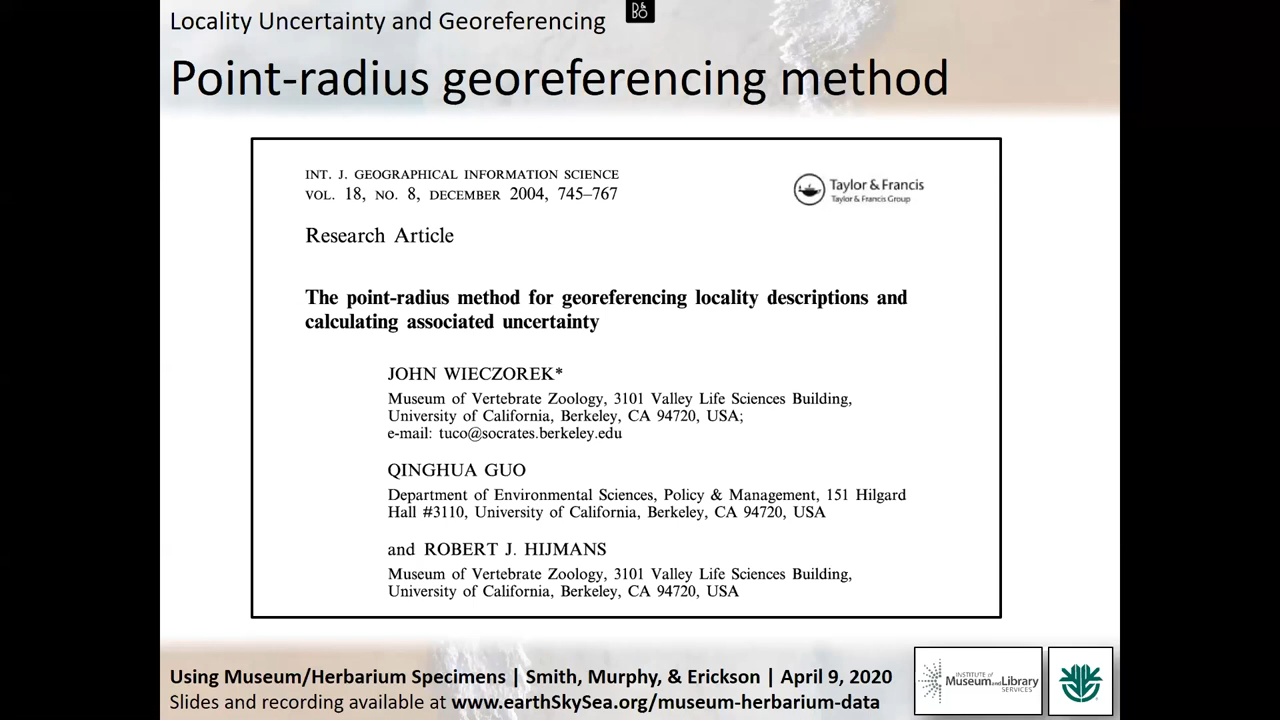 Locality Uncertainty and Georeferencing
B&
BO
Point-radius georeferencing method
INT. J. GEOGRAPHICAL INFORMATION SCIENCE
VOL. 18, NO. 8, DECEMBER 2004, 745–767
Taylor & Francis
Taylor & Francis Group
Research Article
The point-radius method for georeferencing locality descriptions and
calculating associated uncertainty
JOHN WIECZOREK*
Museum of Vertebrate Zoology, 3101 Valley Life Sciences Building,
University of California, Berkeley, CA 94720, USA;
e-mail: tuco@socrates.berkeley.edu
QINGHUA GUO
Department of Environmental Sciences, Policy & Management, 151 Hilgard
Hall #3110, University of California, Berkeley, CA 94720, USA
and ROBERT J. HIJMANS
Museum of Vertebrate Zoology, 3101 Valley Life Sciences Building,
University of California, Berkeley, CA 94720, USA
Using Museum/Herbarium Specimens | Smith, Murphy, & Erickson | April 9, 2020
Slides and recording available at www.earthSkySea.org/museum-herbarium-data
INSTITUTE of
Museum and Library
SERVICES